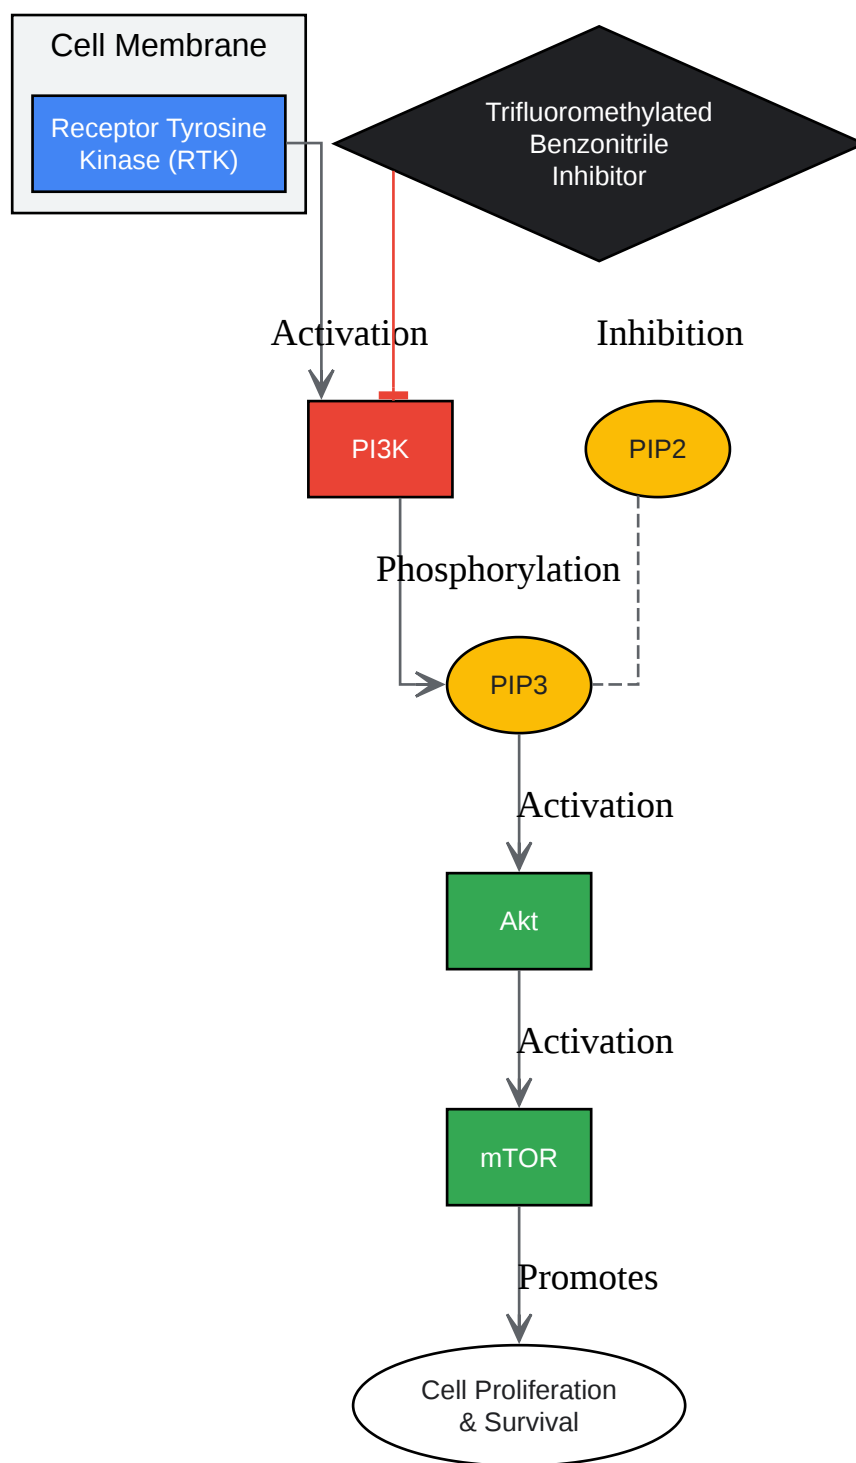 Cell Membrane
Receptor Tyrosine
Kinase (RTK)
Trifluoromethylated
Benzonitrile
Inhibitor
Activation
Inhibition
PI3K
PIP2
Phosphorylation
PIP3
Activation
Akt
Activation
mTOR
Promotes
Cell Proliferation
& Survival